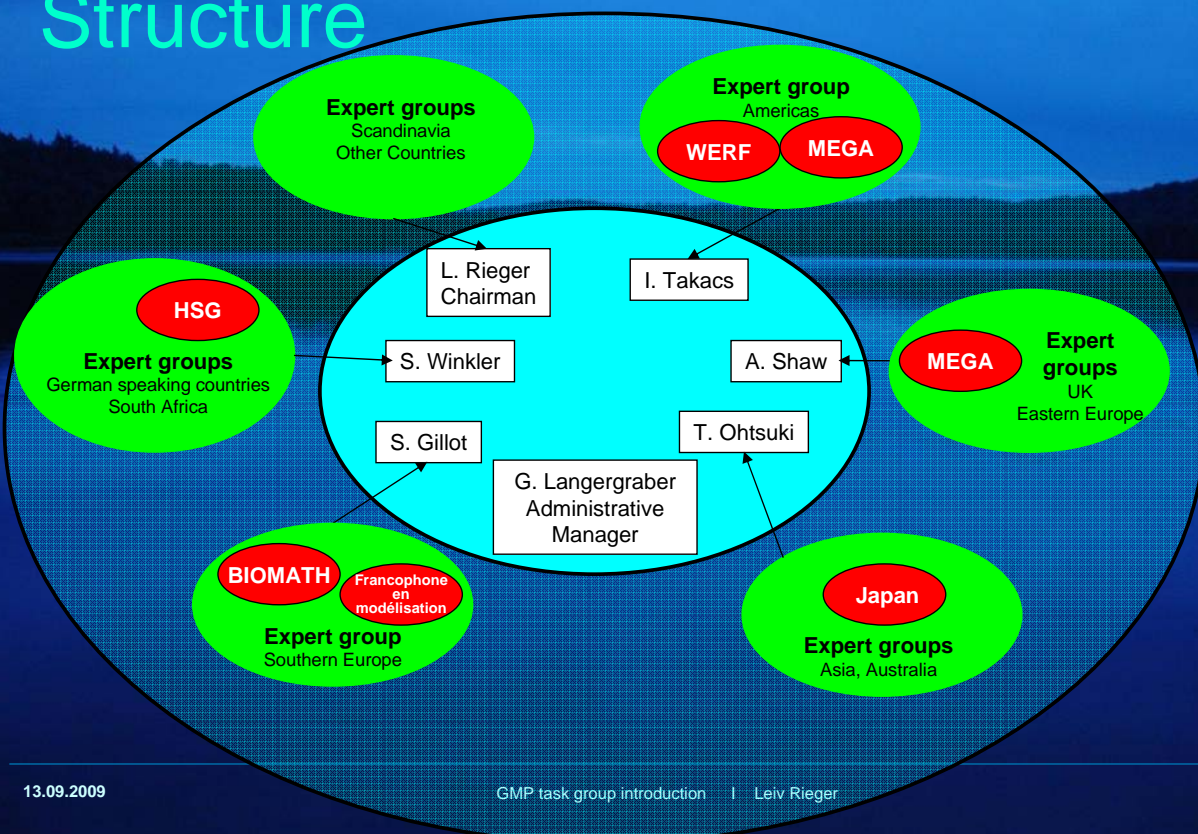 Structure
Expert groups
Scandinavia
Other Countries
Expert group
Americas
WERF
MEGA
L. Rieger
Chairman
I. Takacs
HSG
Expert groups
German speaking countries
South Africa
S. Winkler
A. Shaw
MEGA
Expert
groups
UK
Eastern Europe
S. Gillot
T. Ohtsuki
G. Langergraber
Administrative
Manager
BIOMATH
Francophone
en
modélisation
Expert group
Southern Europe
Japan
Expert groups
Asia, Australia
13.09.2009
GMP task group introduction I Leiv Rieger